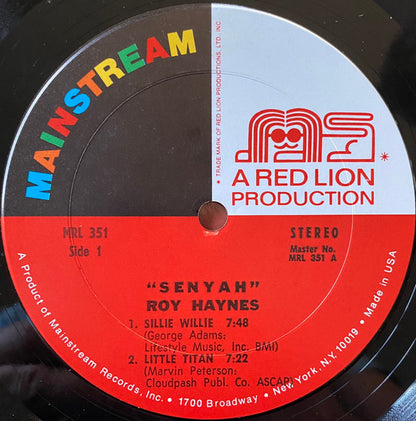 MAINSTREAM
* TRADE MARK OF RED LION PRODUCTIONS, LTD. INC.
*
A RED LION
PRODUCTION
MRL 351
Side 1
STEREO
Master No.
MRL 351 A
"SENYAH"
ROY HAYNES
1. SILLIE WILLIE 7:48
(George Adams;
Lifestyle Music, Inc. BMI)
2. LITTLE TITAN 7:22
(Marvin Peterson;
Cloudpash Publ. Co. ASCAP)
A Product of Mainstream Records, Inc. • 1700 Broadway • New York, N.Y. 10019 • Made in USA